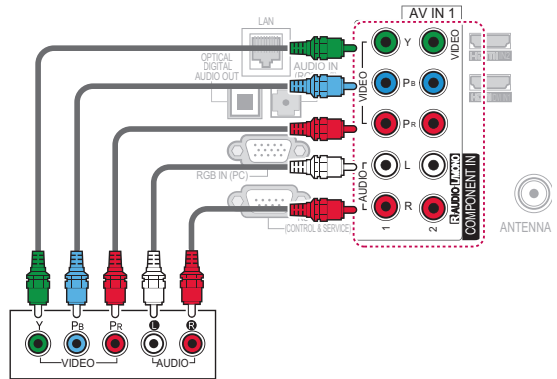 AV IN 1
LAN
OPTICAL
DIGITAL
AUDIO OUT
AUDIO IN
VIDEO
Y
VIDEO
PB
PR
RGB IN (PC)
AUDIO
L
R
(CONTROL & SERVICE)
1
2
R AUDIO L/MONO
COMPONENT IN
ANTENNA
Y
PB
PR
L
R
VIDEO
AUDIO